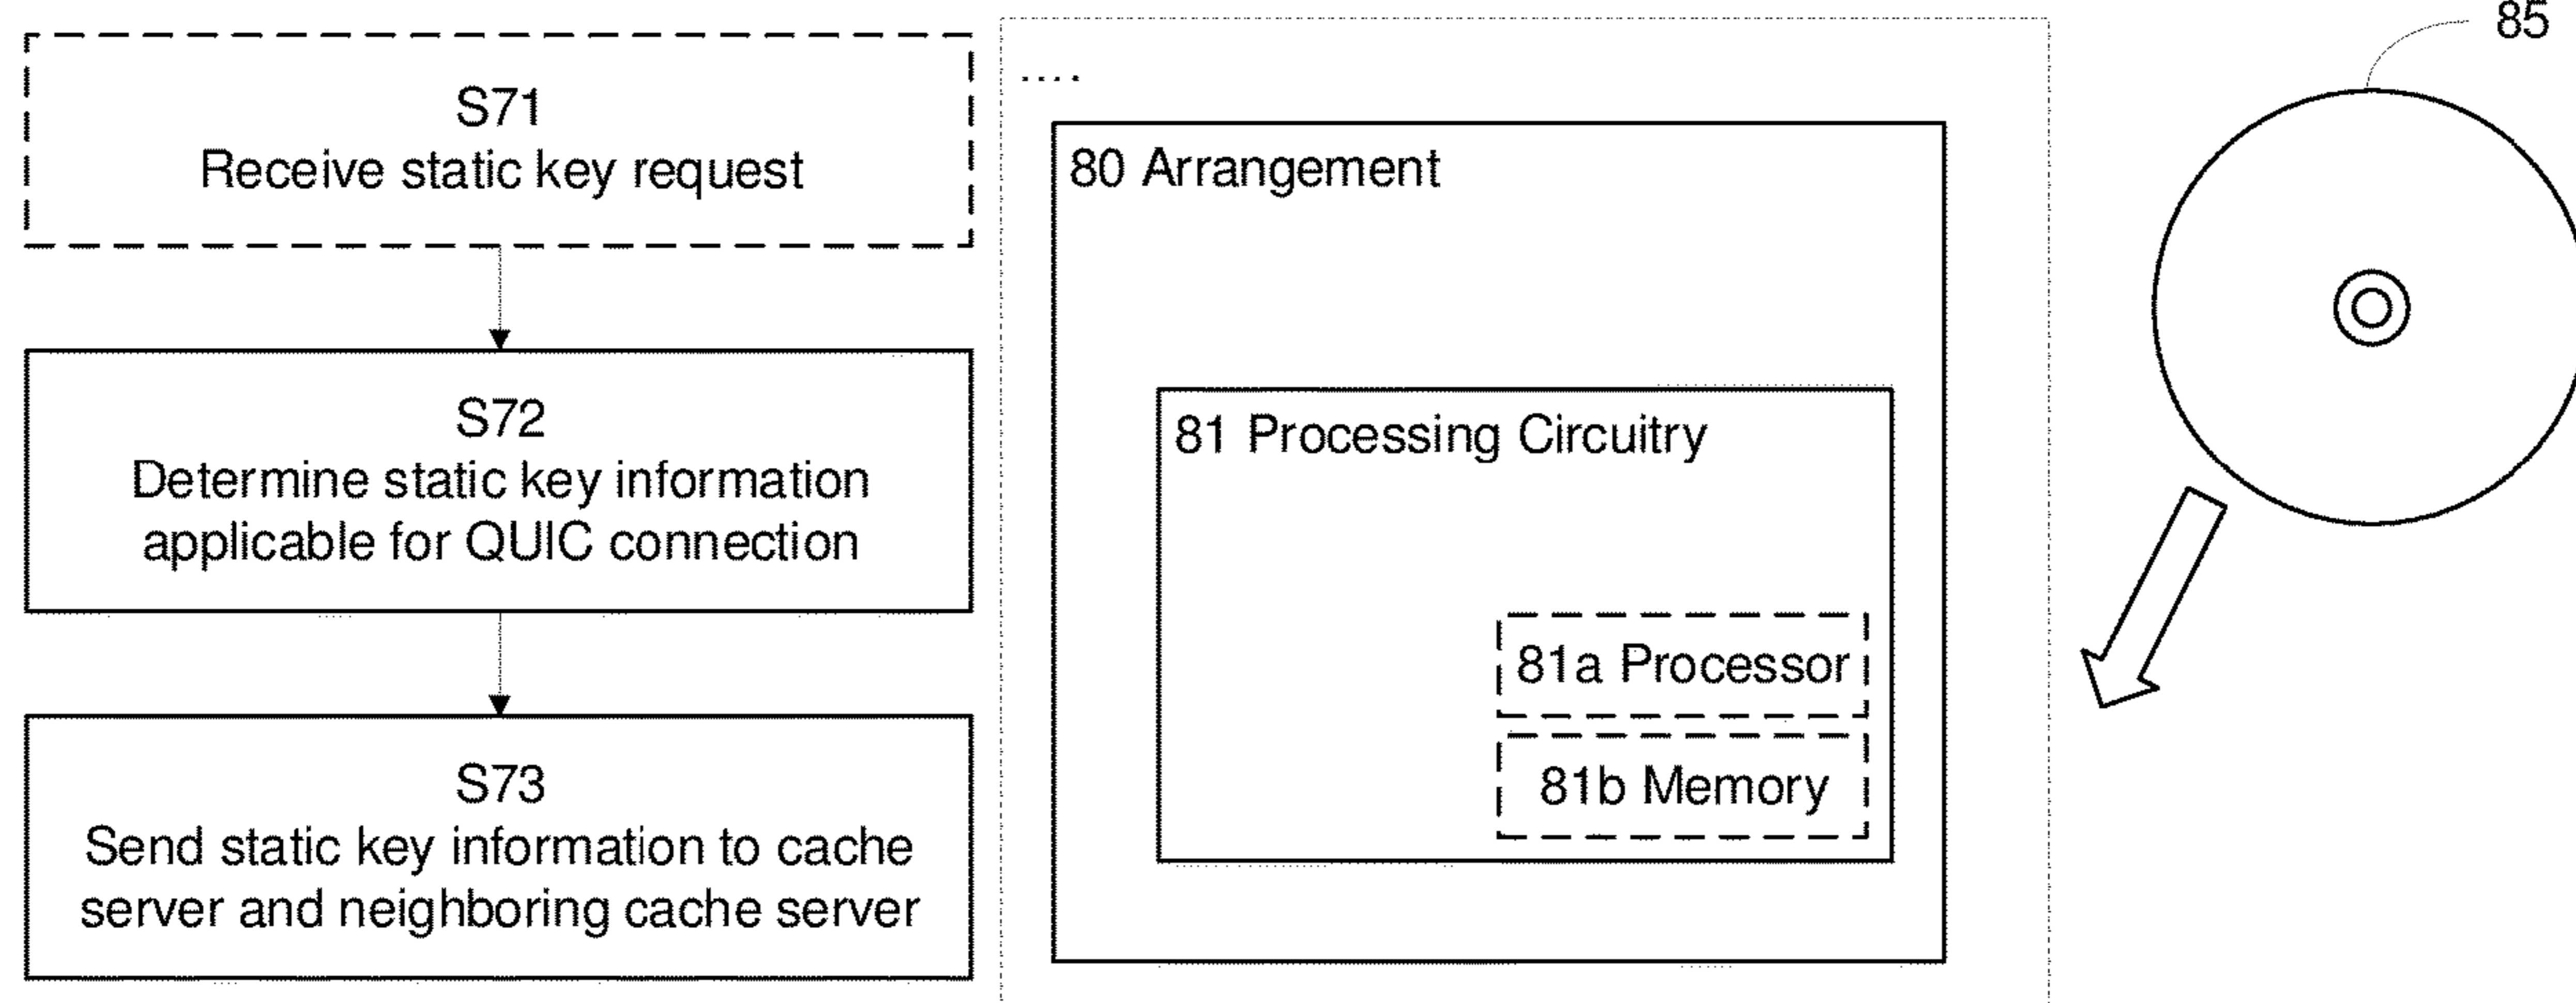 S71
Receive static key request
S72
Determine static key information
applicable for QUIC connection
S73
Send static key information to cache
server and neighboring cache server
....
80 Arrangement
81 Processing Circuitry
81a Processor
81b Memory
85